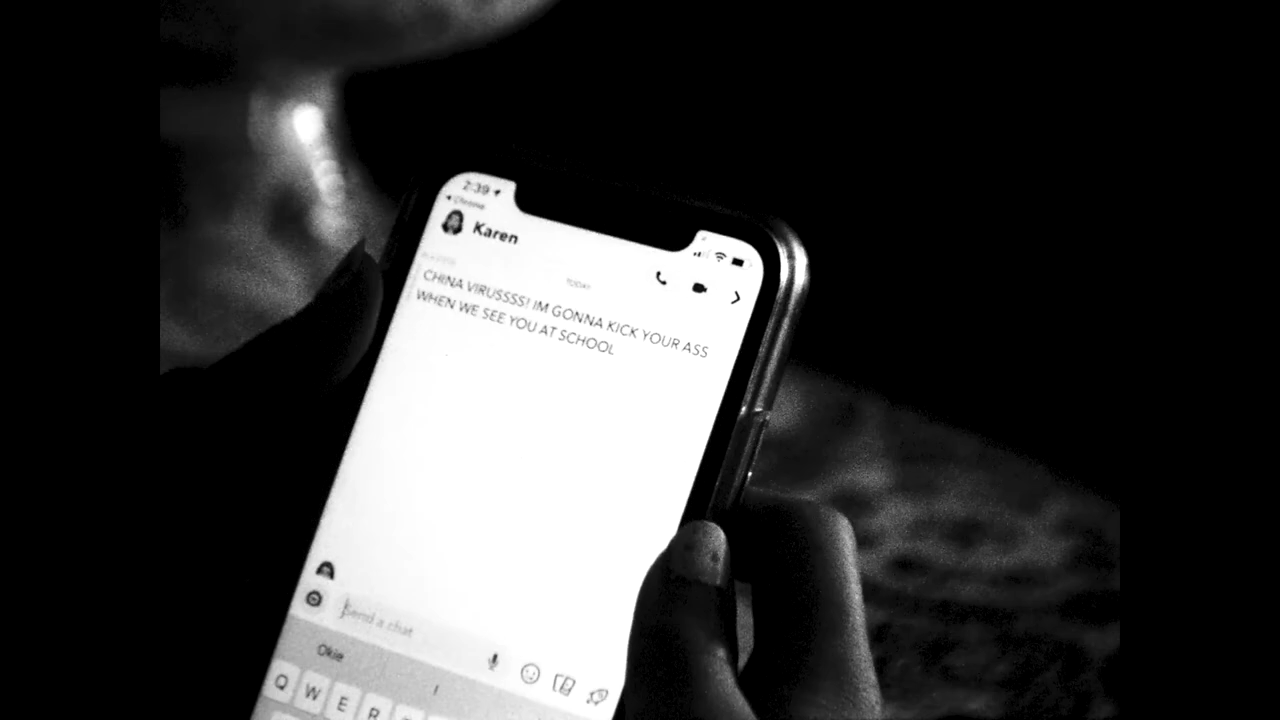 2:39
Chrome
Karen
TODAY
CHINA VIRUSSSS! IM GONNA KICK YOUR ASS
WHEN WE SEE YOU AT SCHOOL
Send a chat
Okie
I
Q W E R